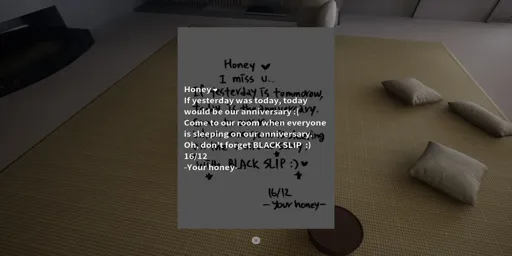 Honey ♥
I miss u..
If yesterday is tommorow,
anniversary.
with BLACK SLIP :) ♥
16/12
- Your honey-
Honey ♥
If yesterday was today, today
would be our anniversary :(
Come to our room when everyone
is sleeping on our anniversary.
Oh, don't forget BLACK SLIP :)
16/12
-Your honey-